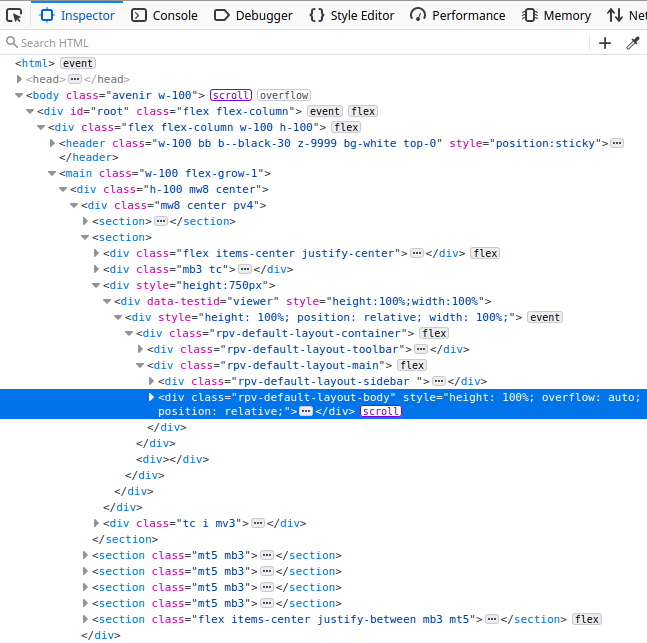 Inspector Console Debugger Style Editor Performance Memory Net
Search HTML
<html> event
<head> ··· </head>
<body class="avenir w-100"> scroll overflow
<div id="root" class="flex flex-column"> event flex
<div class="flex flex-column w-100 h-100"> flex
<header class="w-100 bb b--black-30 z-9999 bg-white top-0" style="position:sticky"> ···
</header>
<main class="w-100 flex-grow-1">
<div class="h-100 mw8 center">
<div class="mw8 center pv4">
<section> ··· </section>
<section>
<div class="flex items-center justify-center"> ··· </div> flex
<div class="mb3 tc"> ··· </div>
<div style="height:750px">
<div data-testid="viewer" style="height:100%;width:100%">
<div style="height: 100%; position: relative; width: 100%;"> event
<div class="rpv-default-layout-container"> flex
<div class="rpv-default-layout-toolbar"> ··· </div>
<div class="rpv-default-layout-main"> flex
<div class="rpv-default-layout-sidebar "> ··· </div>
<div class="rpv-default-layout-body" style="height: 100%; overflow: auto;
position: relative;"> ··· </div> scroll
</div>
</div>
<div></div>
</div>
</div>
</div>
<div class="tc i mv3"> ··· </div>
</section>
<section class="mt5 mb3"> ··· </section>
<section class="mt5 mb3"> ··· </section>
<section class="mt5 mb3"> ··· </section>
<section class="mt5 mb3"> ··· </section>
<section class="flex items-center justify-between mb3 mt5"> ··· </section> flex
</div>